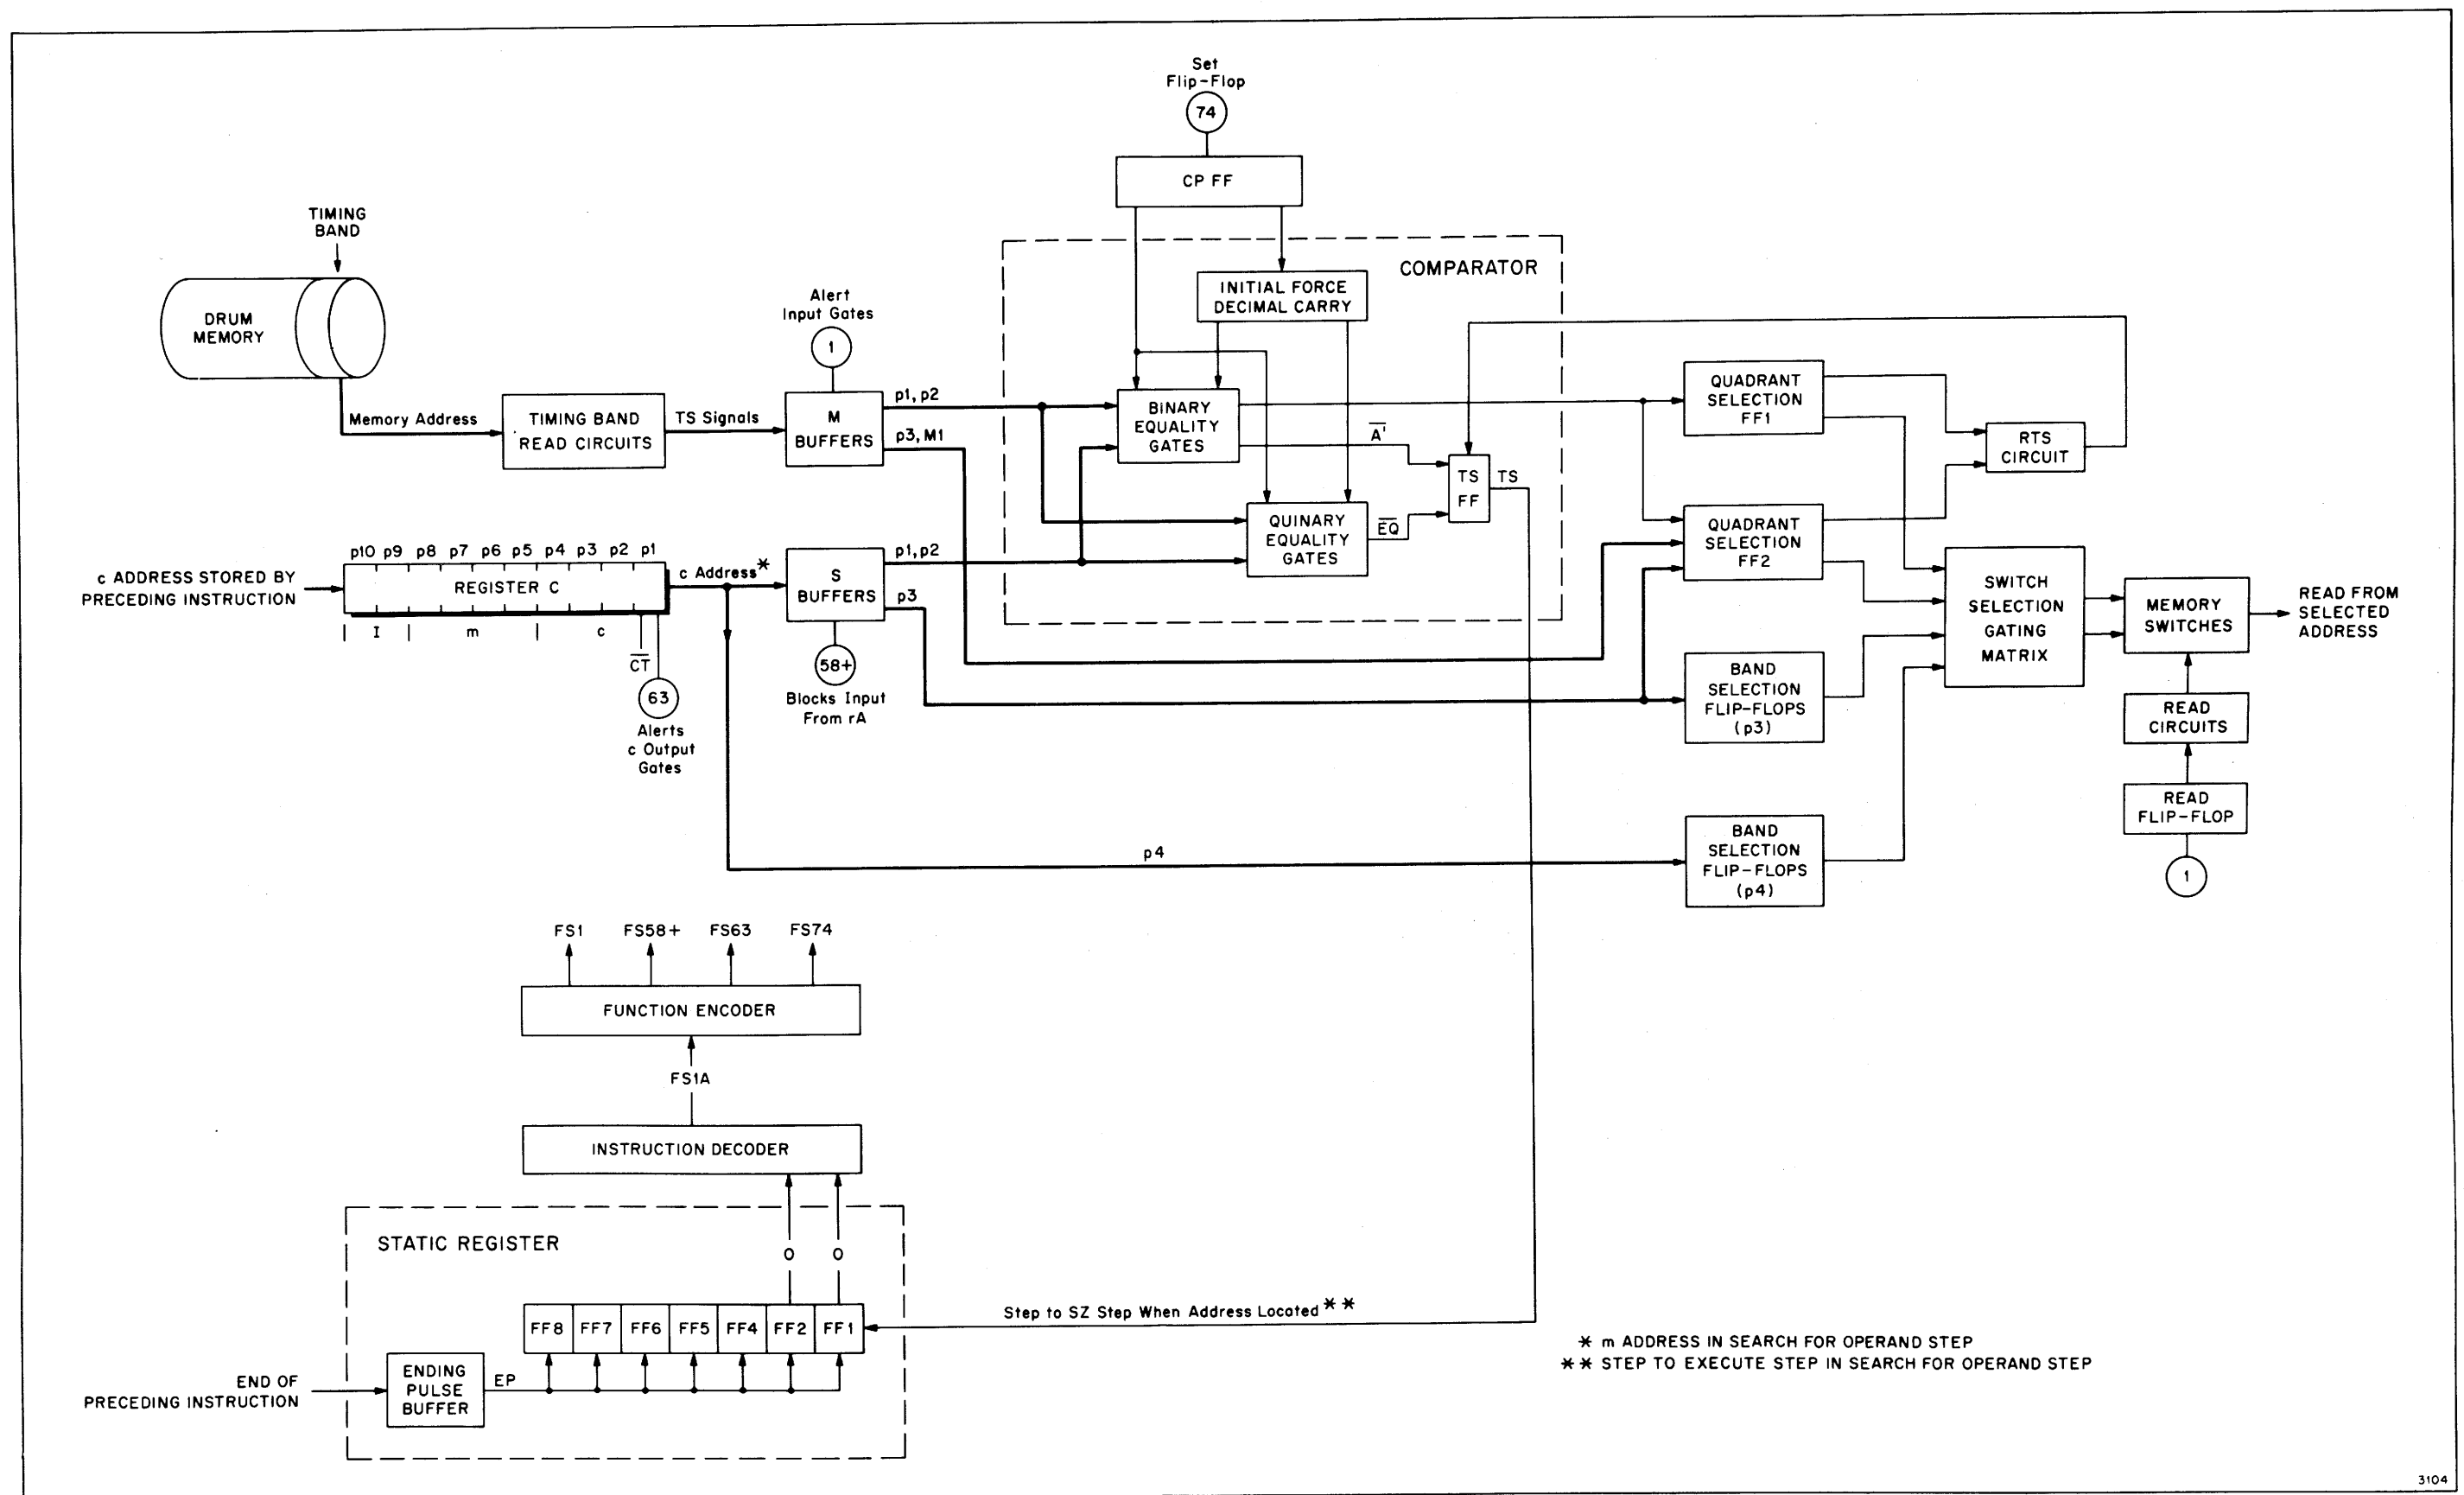 Set
Flip-Flop
74
CP FF
TIMING
BAND
DRUM
MEMORY
Alert
Input Gates
1
COMPARATOR
INITIAL FORCE
DECIMAL CARRY
Memory Address
TIMING BAND
READ CIRCUITS
TS Signals
M
BUFFERS
p1, p2
p3, M1
BINARY
EQUALITY
GATES
A̅'̅
TS
FF
TS
QUINARY
EQUALITY
GATES
E̅Q̅
QUADRANT
SELECTION
FF1
RTS
CIRCUIT
QUADRANT
SELECTION
FF2
p10 p9 p8 p7 p6 p5 p4 p3 p2 p1
c ADDRESS STORED BY
PRECEDING INSTRUCTION
REGISTER C
I m c
C̅T̅
63
Alerts
c Output
Gates
c Address*
S
BUFFERS
p1, p2
p3
58+
Blocks Input
From rA
SWITCH
SELECTION
GATING
MATRIX
MEMORY
SWITCHES
READ FROM
SELECTED
ADDRESS
BAND
SELECTION
FLIP-FLOPS
(p3)
READ
CIRCUITS
READ
FLIP-FLOP
1
p4
BAND
SELECTION
FLIP-FLOPS
(p4)
FS1 FS58+ FS63 FS74
FUNCTION ENCODER
FS1A
INSTRUCTION DECODER
STATIC REGISTER
O O
FF8 FF7 FF6 FF5 FF4 FF2 FF1
Step to SZ Step When Address Located**
END OF
PRECEDING INSTRUCTION
ENDING
PULSE
BUFFER
EP
* m ADDRESS IN SEARCH FOR OPERAND STEP
** STEP TO EXECUTE STEP IN SEARCH FOR OPERAND STEP
3104